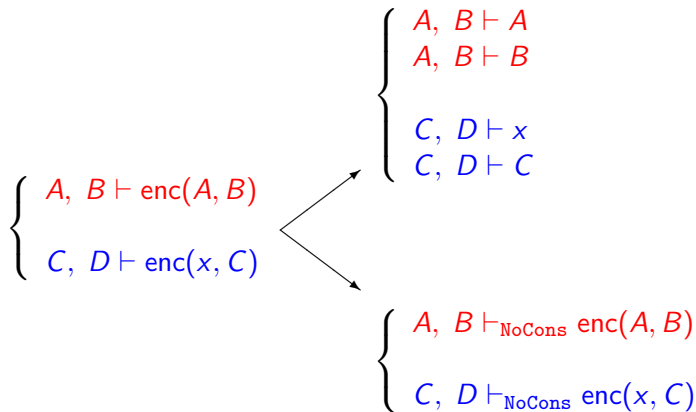 A, B ⊢ A
A, B ⊢ B
C, D ⊢ x
C, D ⊢ C
A, B ⊢ enc(A, B)
C, D ⊢ enc(x, C)
A, B ⊢NoCons enc(A, B)
C, D ⊢NoCons enc(x, C)